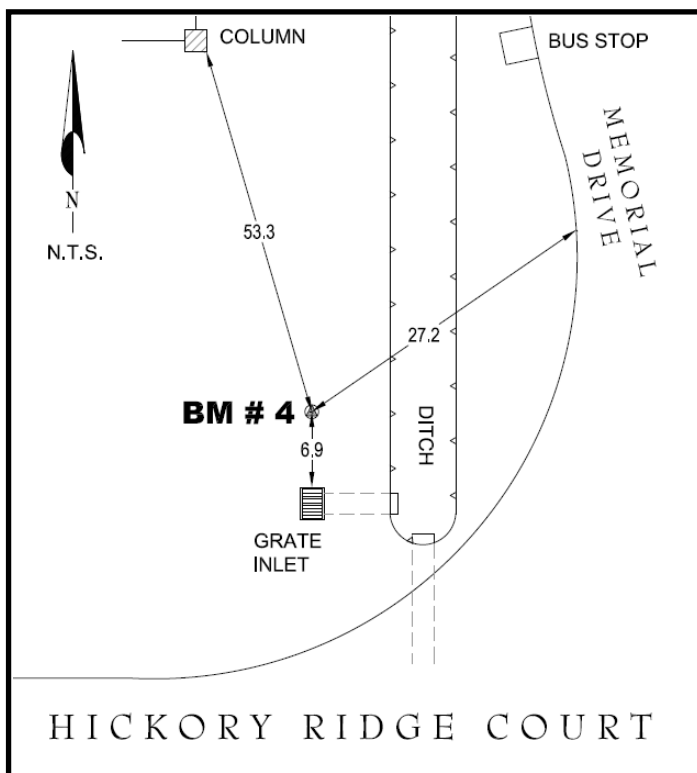 COLUMN
BUS STOP
MEMORIAL
DRIVE
N
N.T.S.
53.3
27.2
BM # 4
DITCH
6.9
GRATE
INLET
HICKORY RIDGE COURT